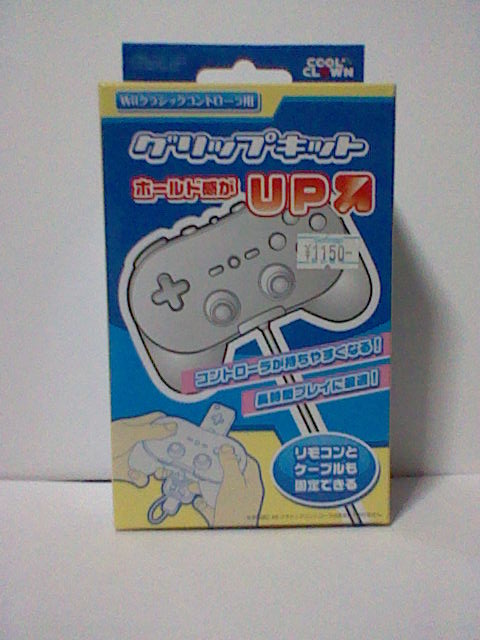 COOL
CLOWN
Wiiクラシックコントローラ用
グリップキット
ホールド感が
UP
¥1150-
コントローラが持ちやすくなる!
長時間プレイに最適!
リモコンと
ケーブルも
固定できる